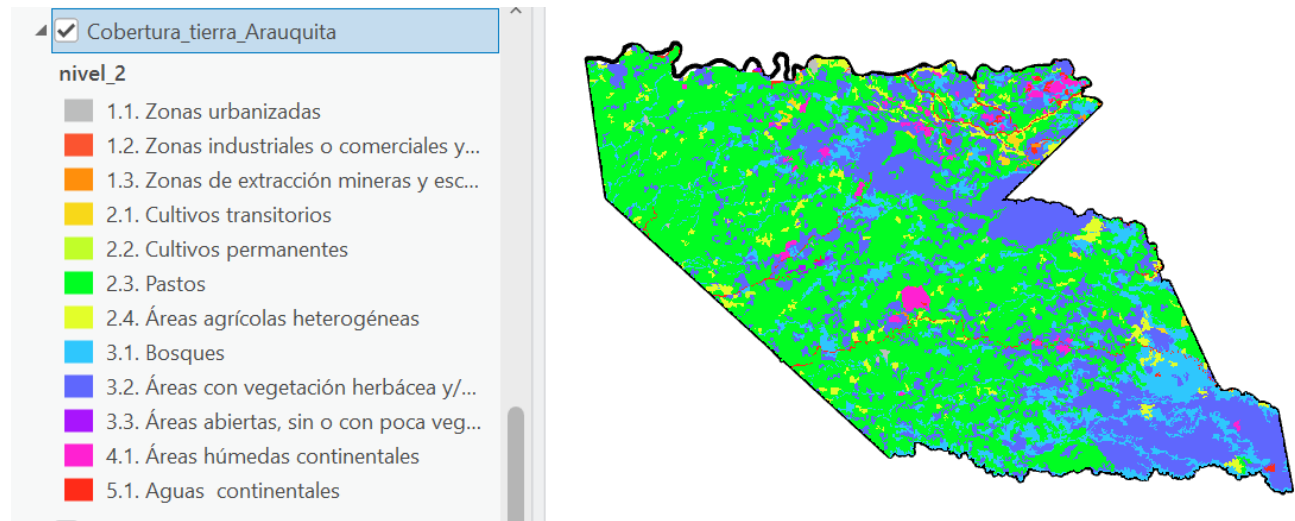 Cobertura_tierra_Arauquita
nivel_2
1.1. Zonas urbanizadas
1.2. Zonas industriales o comerciales y...
1.3. Zonas de extracción mineras y esc...
2.1. Cultivos transitorios
2.2. Cultivos permanentes
2.3. Pastos
2.4. Áreas agrícolas heterogéneas
3.1. Bosques
3.2. Áreas con vegetación herbácea y/...
3.3. Áreas abiertas, sin o con poca veg...
4.1. Áreas húmedas continentales
5.1. Aguas  continentales